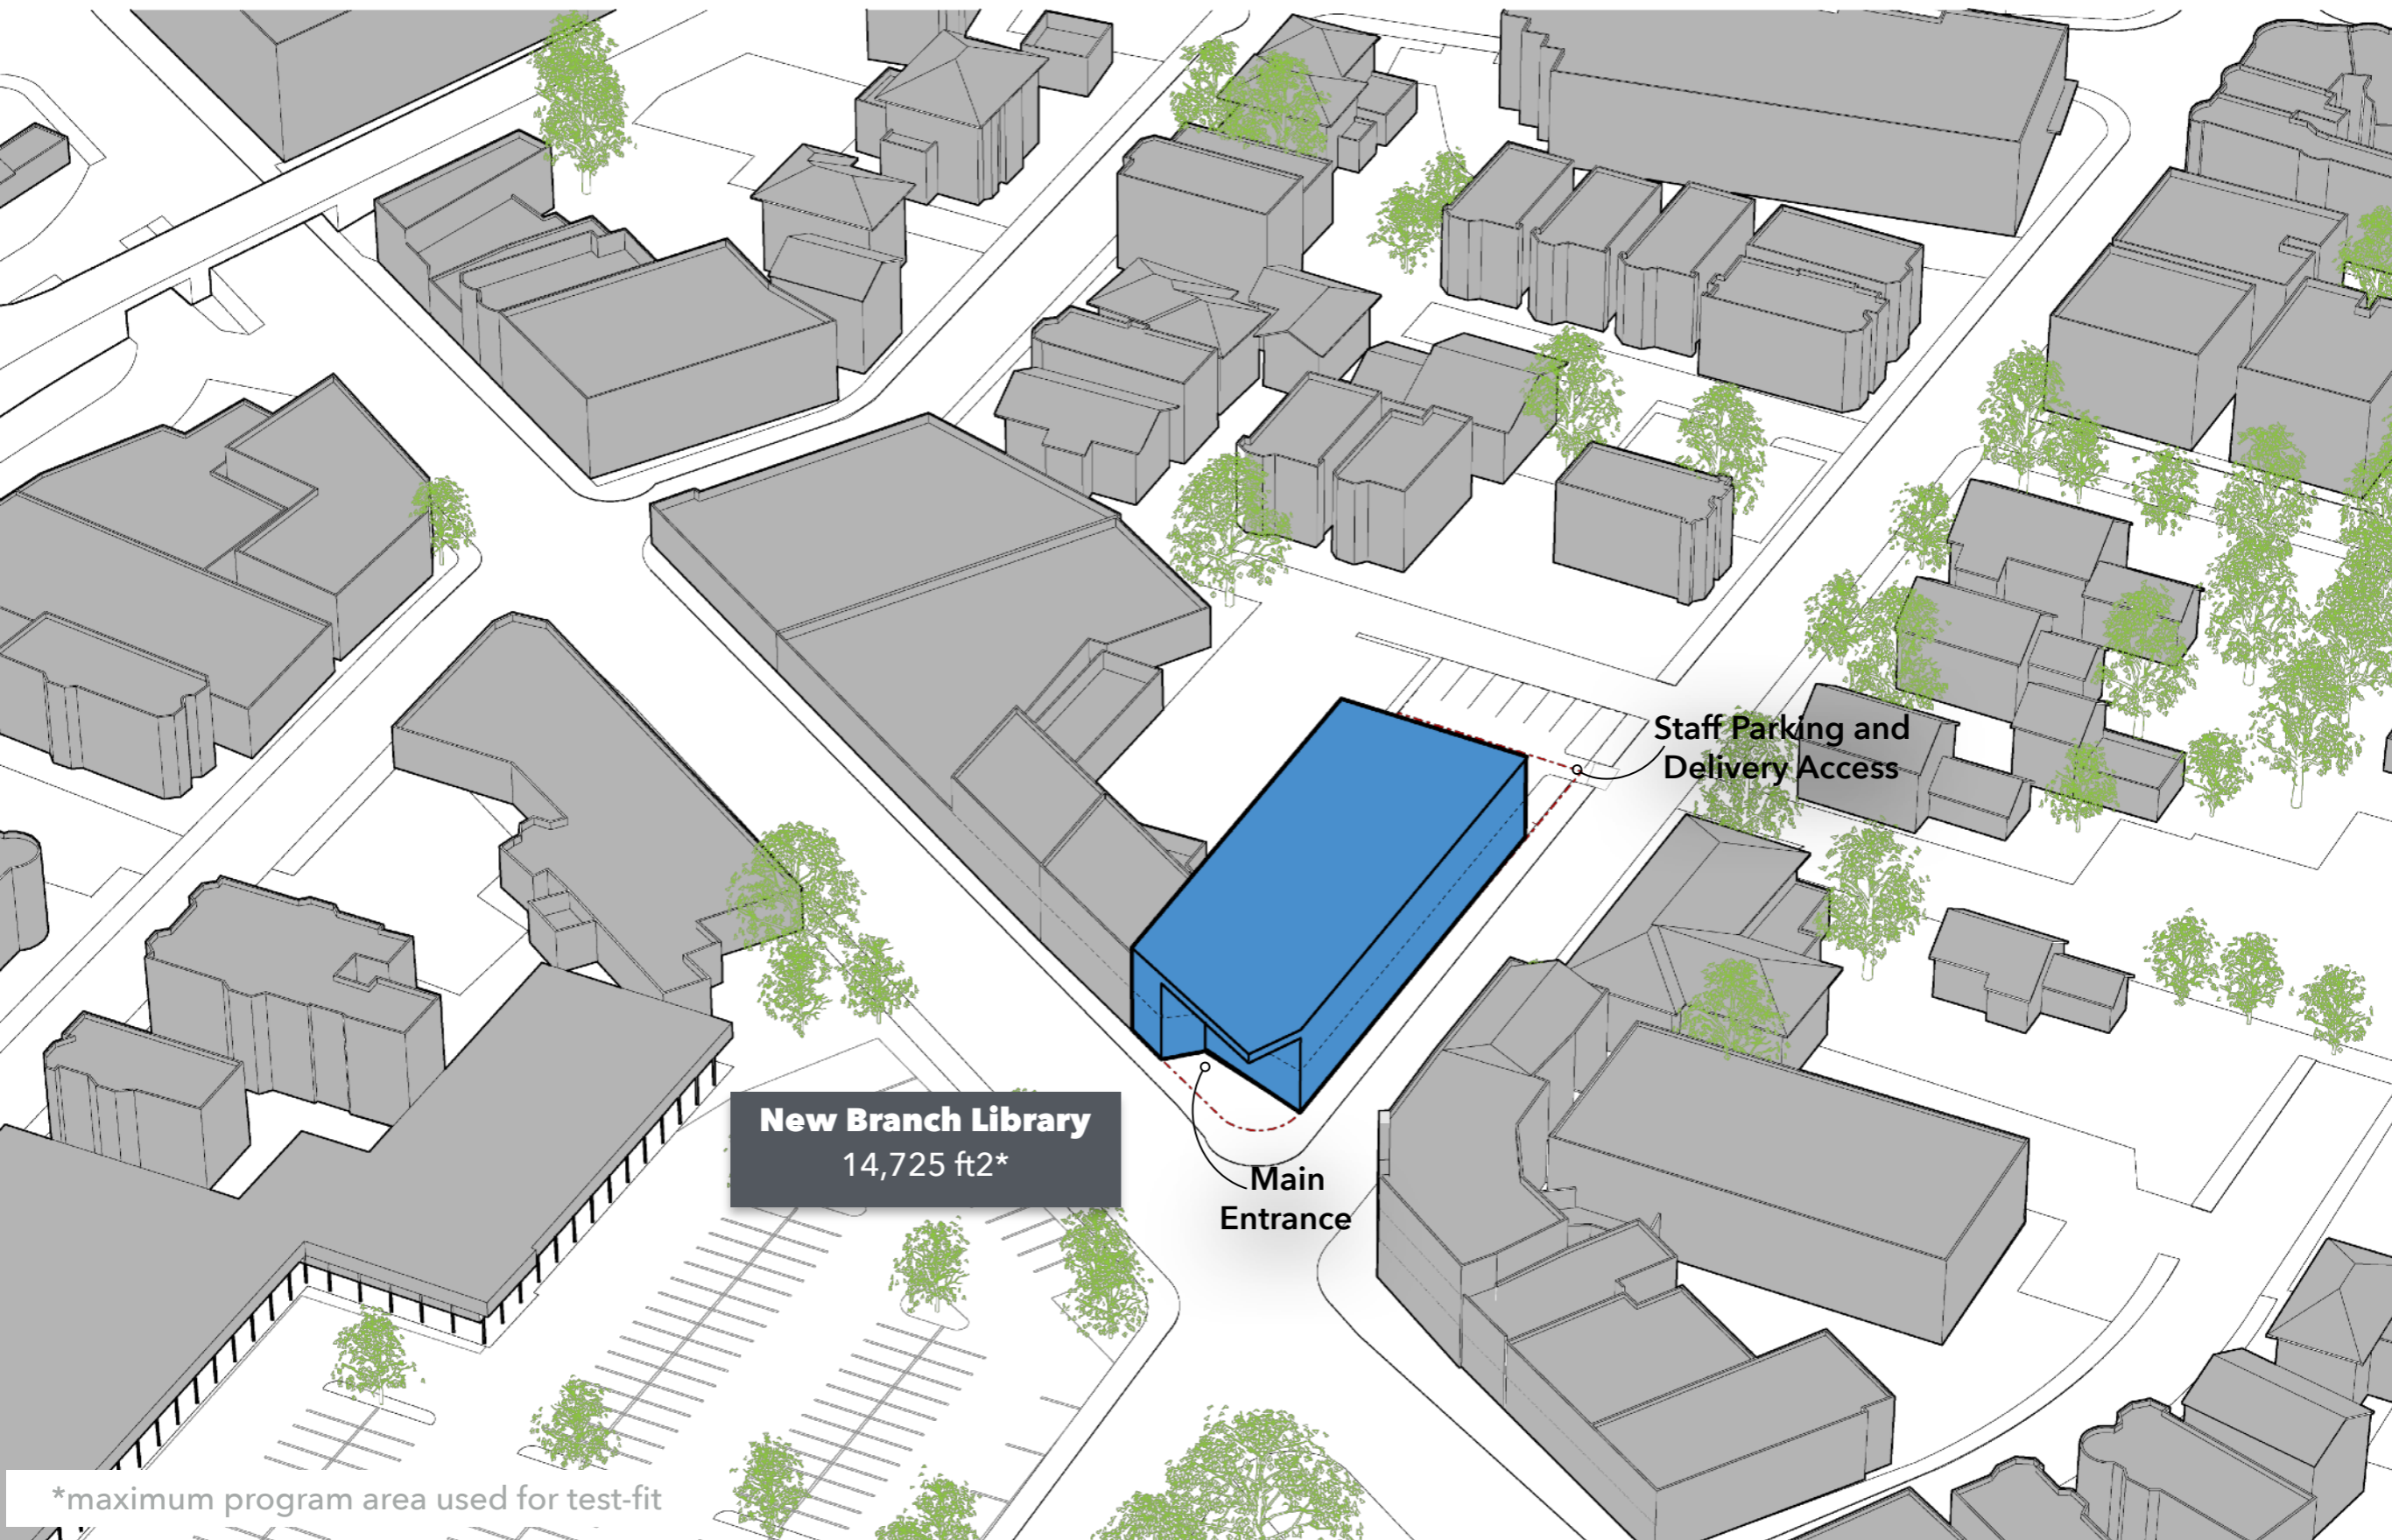 Staff Parking and
Delivery Access
New Branch Library
14,725 ft2*
Main
Entrance
*maximum program area used for test-fit